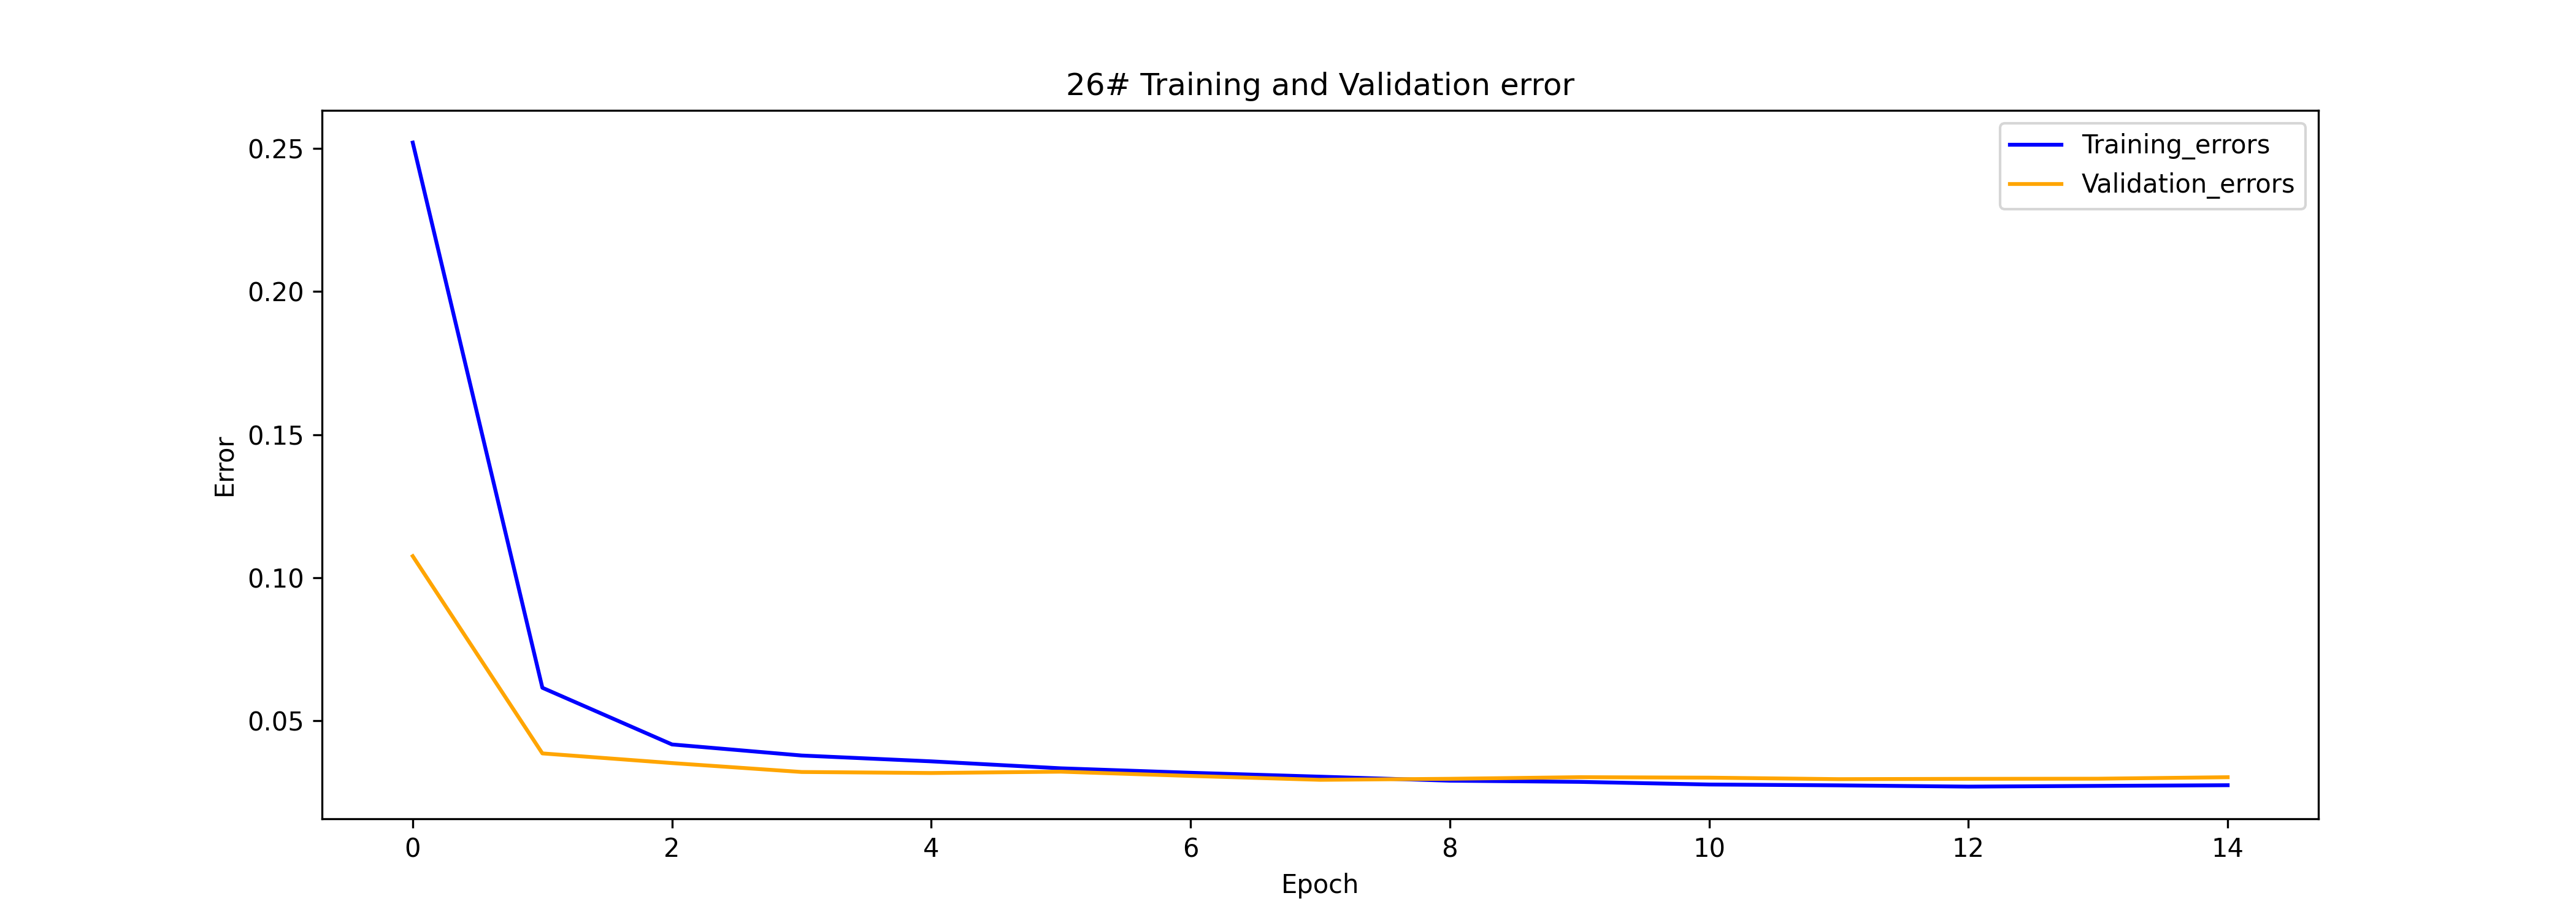 26# Training and Validation error
Training_errors
Validation_errors
0.25
0.20
0.15
0.10
0.05
Error
0 2 4 6 8 10 12 14
Epoch